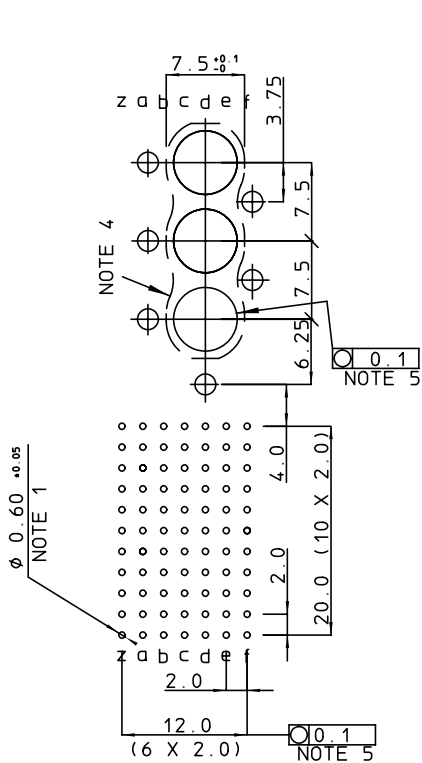 7.5 +0.1 -0
z a b c d e f
3.75
7.5
NOTE 4
7.5
6.25
0.1
NOTE 5
4.0
Ø 0.60 ±0.05
NOTE 1
20.0 (10 X 2.0)
2.0
z a b c d e f
2.0
12.0
(6 X 2.0)
0.1
NOTE 5